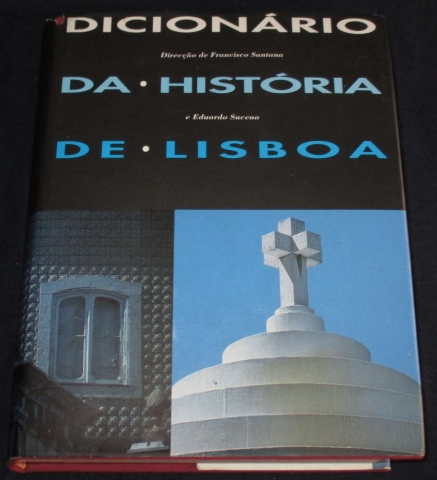 DICIONÁRIO
Direcção de Francisco Santana
DA · HISTÓRIA
e Eduardo Sucena
DE · LISBOA